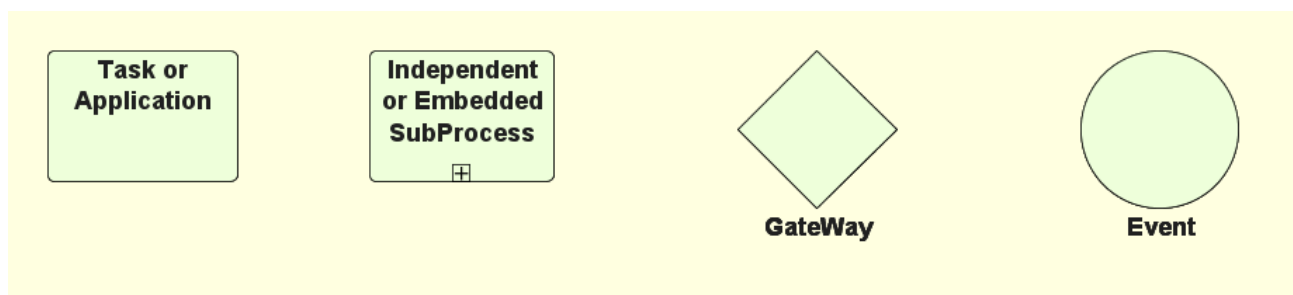 Task or
Application
Independent
or Embedded
SubProcess
GateWay
Event